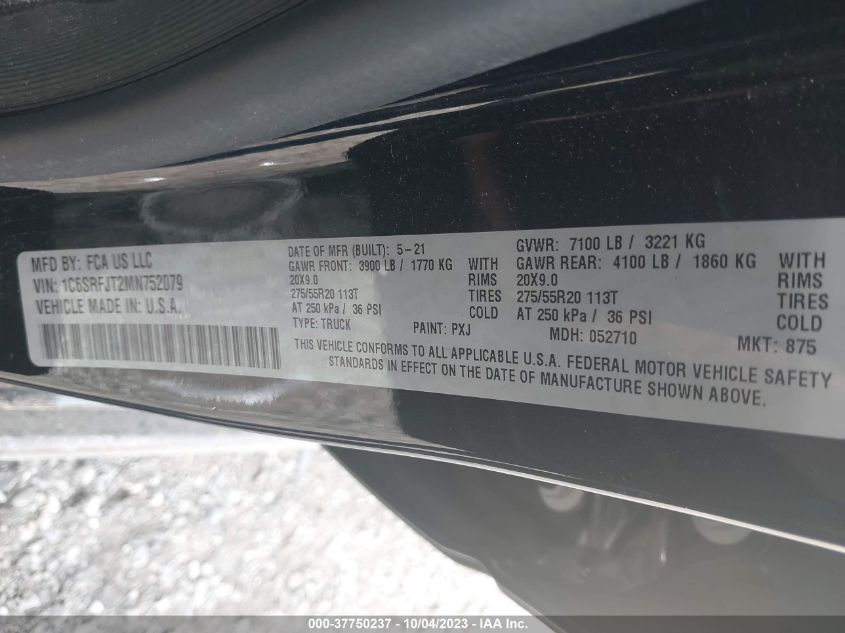 MFD BY: FCA US LLC
VIN: 1C6SRFJT2MN752079
VEHICLE MADE IN: U.S.A.
DATE OF MFR (BUILT): 5-21
GAWR FRONT: 3900 LB / 1770 KG WITH
20X9.0 RIMS
275/55R20 113T TIRES
AT 250 kPa / 36 PSI COLD
TYPE: TRUCK PAINT: PXJ
GVWR: 7100 LB / 3221 KG
GAWR REAR: 4100 LB / 1860 KG WITH
20X9.0 RIMS
275/55R20 113T TIRES
AT 250 kPa / 36 PSI COLD
MDH: 052710 MKT: 875
THIS VEHICLE CONFORMS TO ALL APPLICABLE U.S.A. FEDERAL MOTOR VEHICLE SAFETY
STANDARDS IN EFFECT ON THE DATE OF MANUFACTURE SHOWN ABOVE.
000-37750237 - 10/04/2023 - IAAI.com